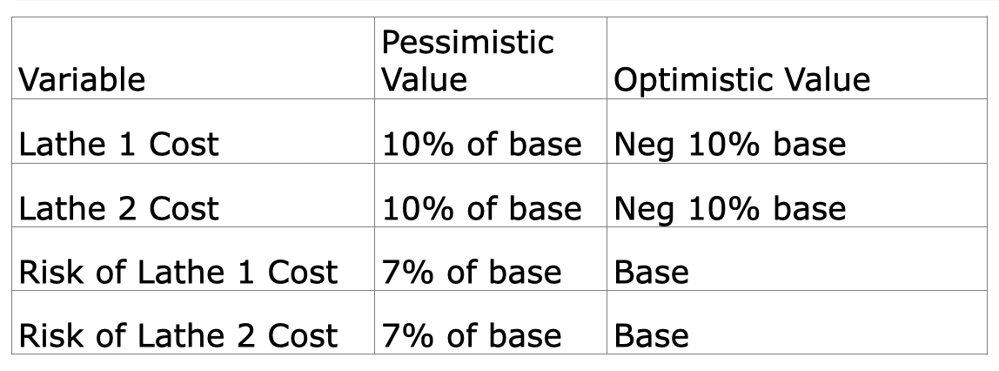 Variable Pessimistic Value Optimistic Value
Lathe 1 Cost 10% of base Neg 10% base
Lathe 2 Cost 10% of base Neg 10% base
Risk of Lathe 1 Cost 7% of base Base
Risk of Lathe 2 Cost 7% of base Base